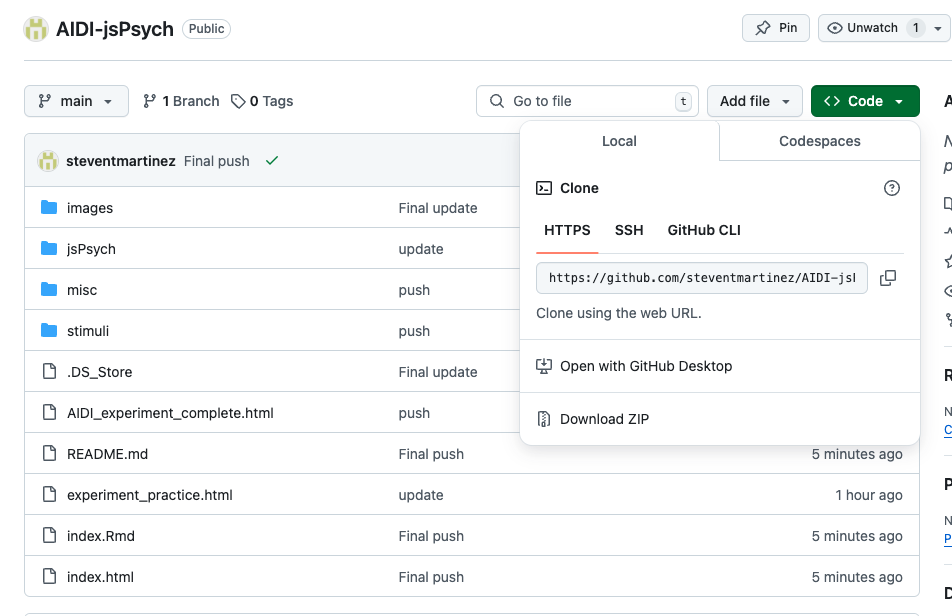 AIDI-jsPsych Public
Pin
Unwatch 1
main
1 Branch
0 Tags
Go to file t
Add file
Code
Local
Codespaces
Clone
HTTPS SSH GitHub CLI
https://github.com/steventmartinez/AIDI-js
Clone using the web URL.
Open with GitHub Desktop
Download ZIP
steventmartinez Final push
images Final update
jsPsych update
misc push
stimuli push
.DS_Store Final update
AIDI_experiment_complete.html push
README.md Final push 5 minutes ago
experiment_practice.html update 1 hour ago
index.Rmd Final push 5 minutes ago
index.html Final push 5 minutes ago